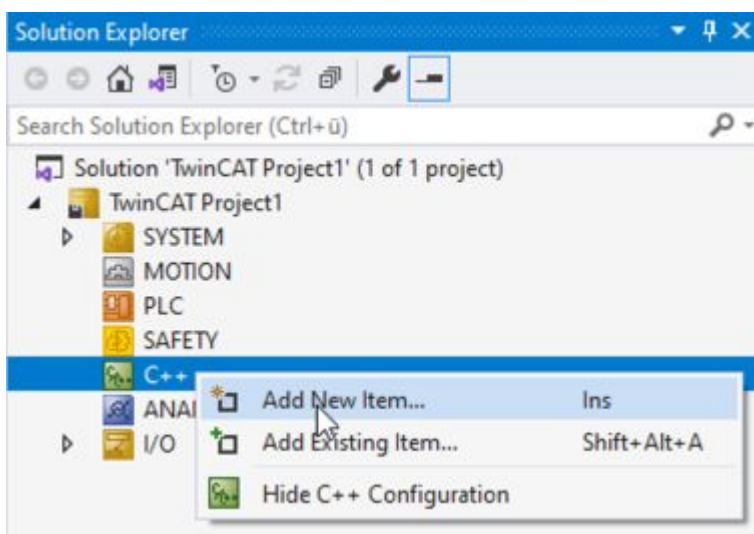 Solution Explorer
Search Solution Explorer (Ctrl+ü)
Solution 'TwinCAT Project1' (1 of 1 project)
TwinCAT Project1
SYSTEM
MOTION
PLC
SAFETY
C++
ANAL
I/O
Add New Item... Ins
Add Existing Item... Shift+Alt+A
Hide C++ Configuration